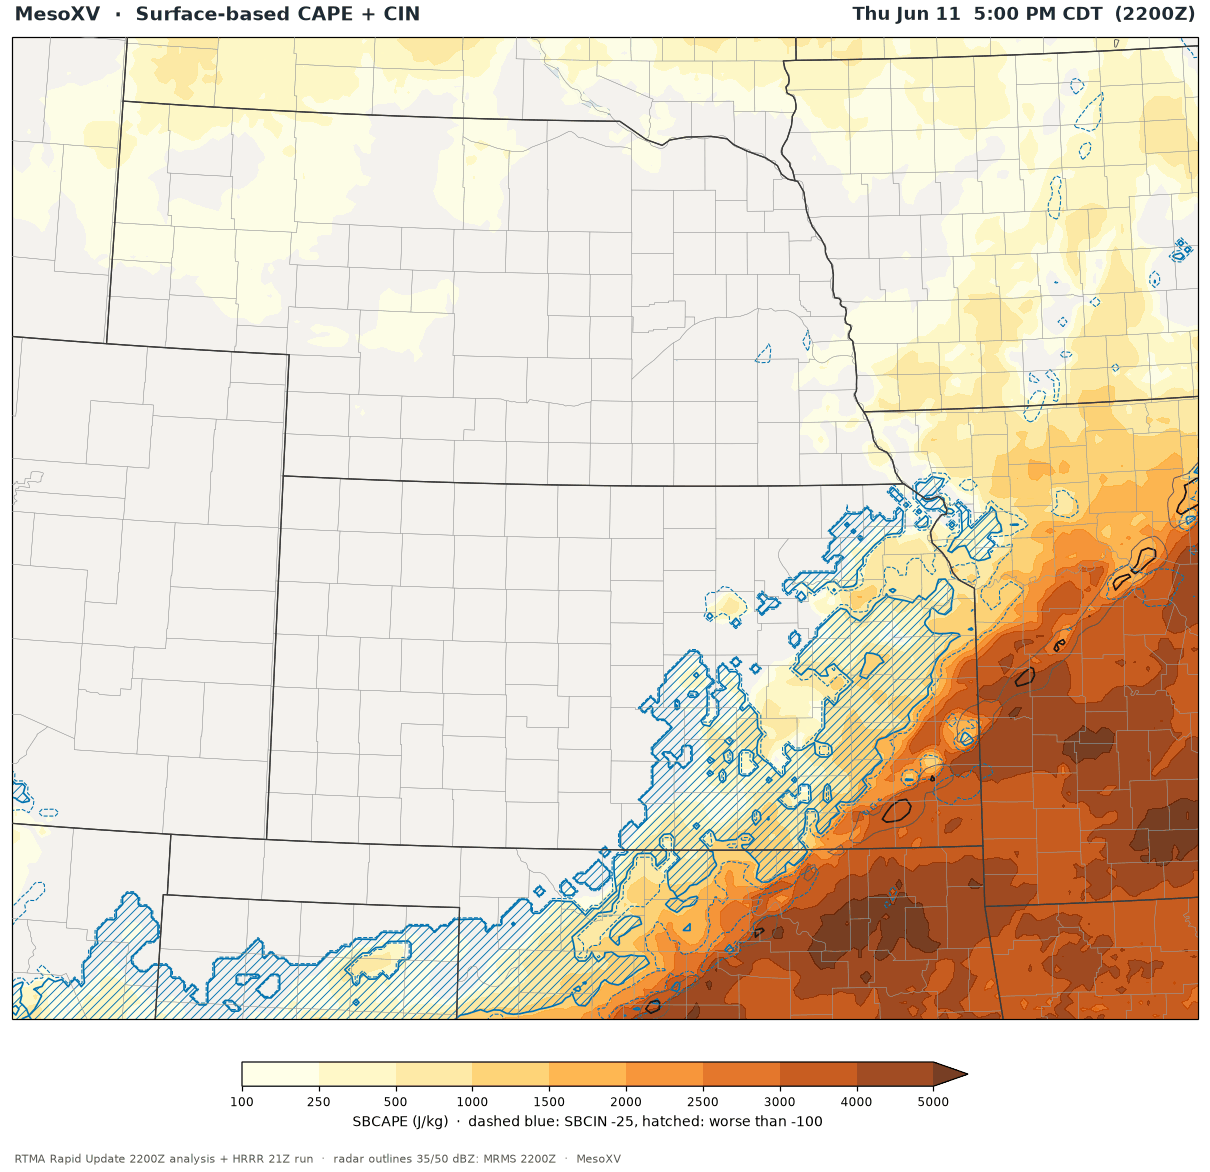 MesoXV · Surface-based CAPE + CIN
Thu Jun 11 5:00 PM CDT (2200Z)
100 250 500 1000 1500 2000 2500 3000 4000 5000
SBCAPE (J/kg) · dashed blue: SBCIN -25, hatched: worse than -100
RTMA Rapid Update 2200Z analysis + HRRR 21Z run · radar outlines 35/50 dBZ: MRMS 2200Z · MesoXV